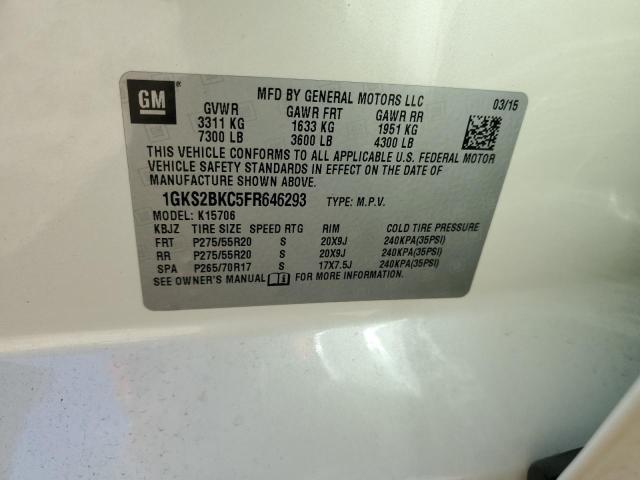 GM
MFD BY GENERAL MOTORS LLC 03/15
GVWR GAWR FRT GAWR RR
3311 KG 1633 KG 1951 KG
7300 LB 3600 LB 4300 LB
THIS VEHICLE CONFORMS TO ALL APPLICABLE U.S. FEDERAL MOTOR
VEHICLE SAFETY STANDARDS IN EFFECT ON THE DATE OF
MANUFACTURE SHOWN ABOVE.
1GKS2BKC5FR646293 TYPE: M.P.V.
MODEL: K15706
KBJZ TIRE SIZE SPEED RTG RIM COLD TIRE PRESSURE
FRT P275/55R20 S 20X9J 240KPA(35PSI)
RR P275/55R20 S 20X9J 240KPA(35PSI)
SPA P265/70R17 S 17X7.5J 240KPA(35PSI)
SEE OWNER'S MANUAL FOR MORE INFORMATION.